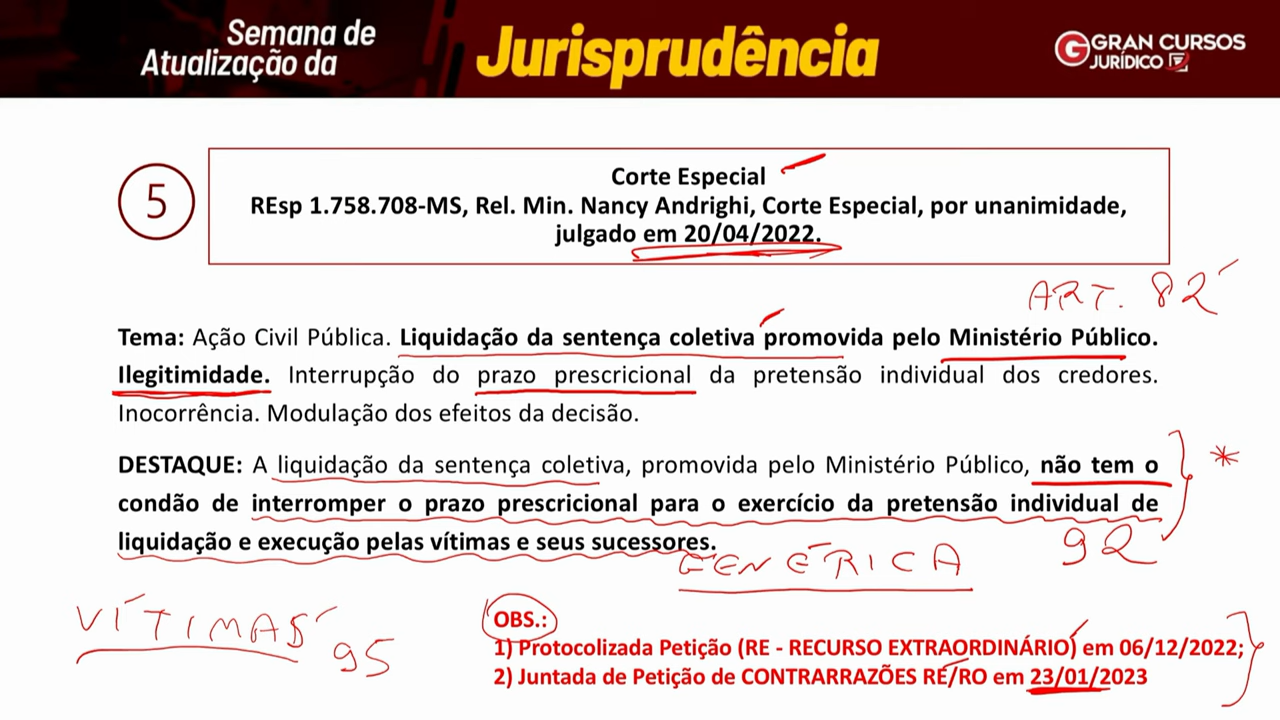 Semana de
Atualização da
Jurisprudência
GRAN CURSOS
JURÍDICO
5
Corte Especial
REsp 1.758.708-MS, Rel. Min. Nancy Andrighi, Corte Especial, por unanimidade,
julgado em 20/04/2022.
ART. 82
Tema: Ação Civil Pública. Liquidação da sentença coletiva promovida pelo Ministério Público.
Ilegitimidade. Interrupção do prazo prescricional da pretensão individual dos credores.
Inocorrência. Modulação dos efeitos da decisão.
DESTAQUE: A liquidação da sentença coletiva, promovida pelo Ministério Público, não tem o
condão de interromper o prazo prescricional para o exercício da pretensão individual de
liquidação e execução pelas vítimas e seus sucessores.
*
92
GENÉRICA
VÍTIMAS
95
OBS.:
1) Protocolizada Petição (RE - RECURSO EXTRAORDINÁRIO) em 06/12/2022;
2) Juntada de Petição de CONTRARRAZÕES RE/RO em 23/01/2023